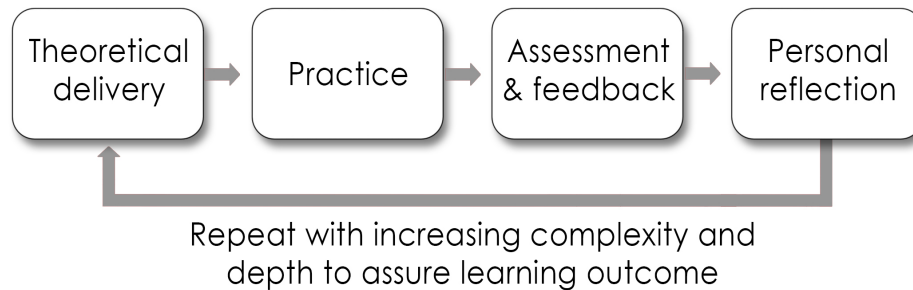 Theoretical
delivery
Practice
Assessment
& feedback
Personal
reflection
Repeat with increasing complexity and
depth to assure learning outcome